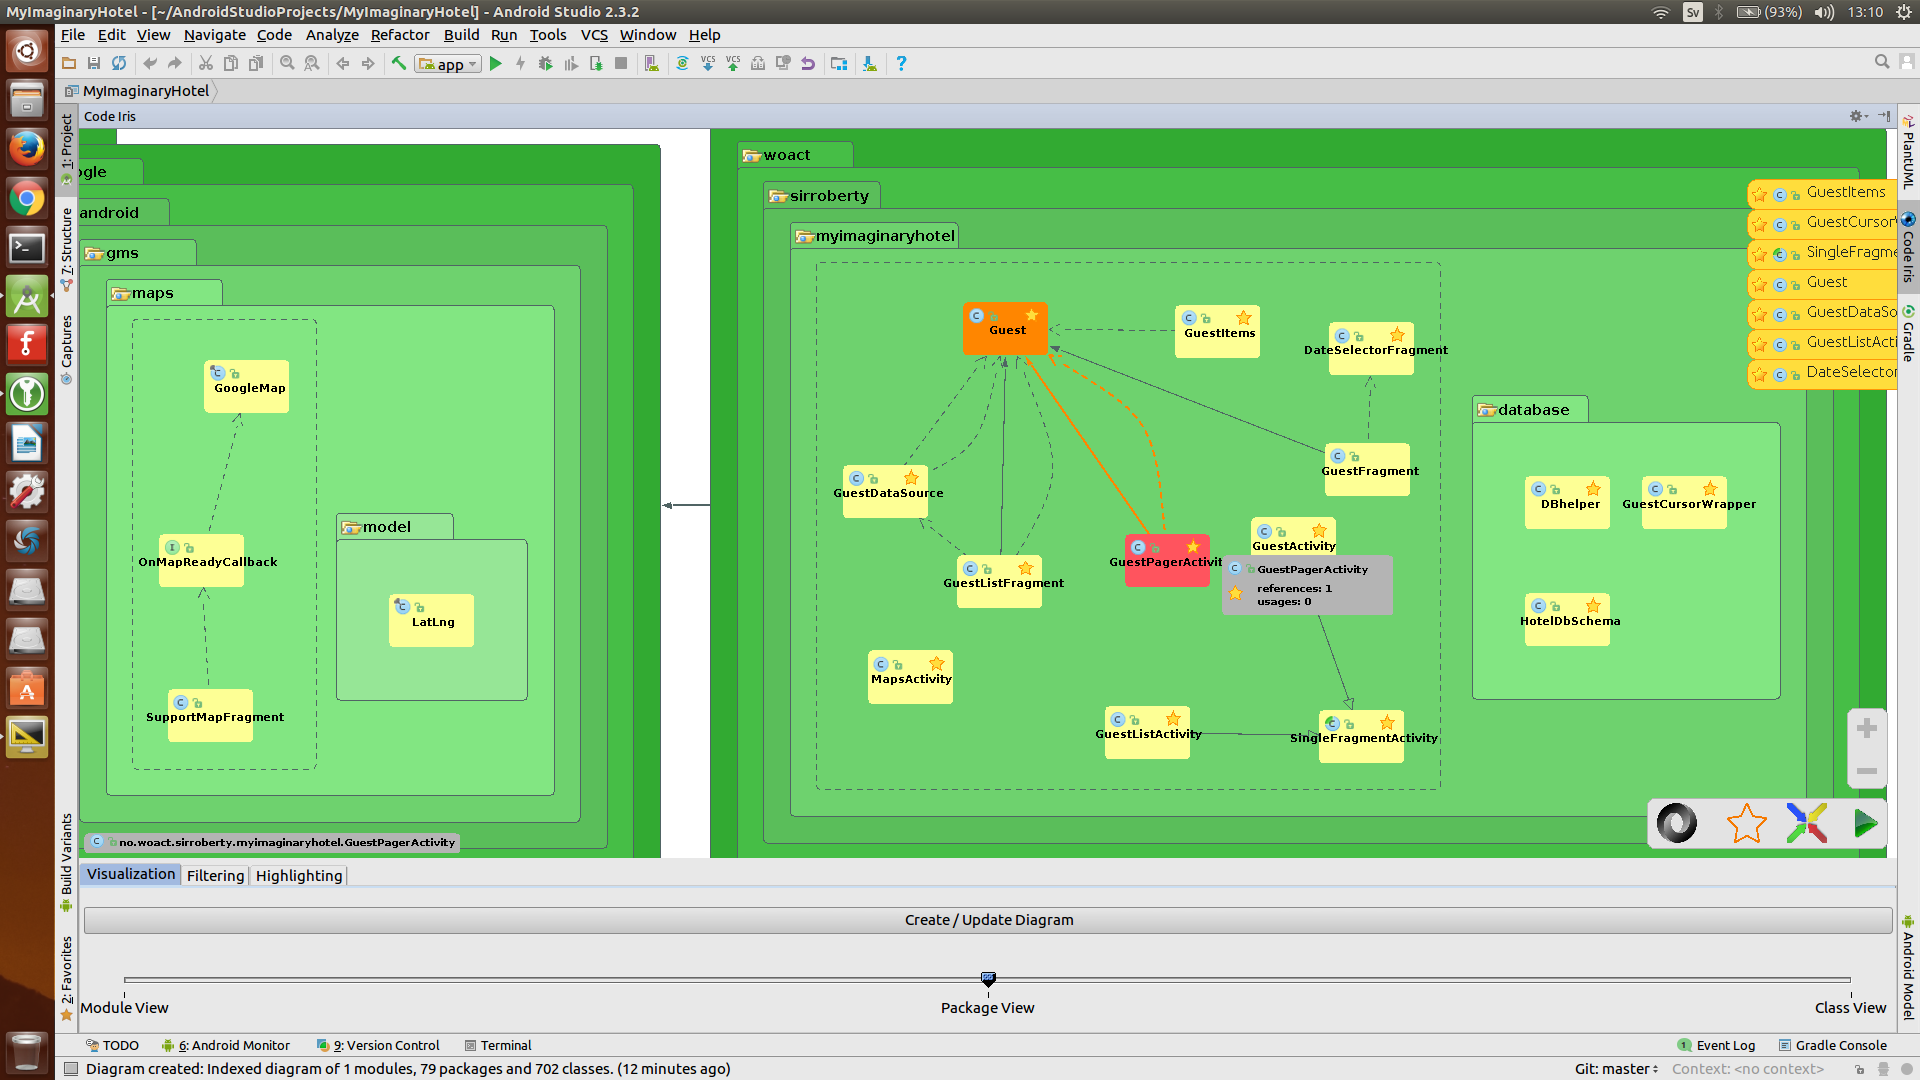 MyImaginaryHotel - [~/AndroidStudioProjects/MyImaginaryHotel] - Android Studio 2.3.2
Sv (93%) 13:10
File Edit View Navigate Code Analyze Refactor Build Run Tools VCS Window Help
app
VCS VCS ?
MyImaginaryHotel
Code Iris
1: Project
7: Structure
Captures
Build Variants
2: Favorites
ogle
android
gms
maps
GoogleMap
OnMapReadyCallback
SupportMapFragment
model
LatLng
no.woact.sirroberty.myimaginaryhotel.GuestPagerActivity
woact
sirroberty
myimaginaryhotel
Guest
GuestItems
DateSelectorFragment
GuestFragment
GuestDataSource
GuestListFragment
GuestPagerActivit
GuestActivity
GuestPagerActivity
references: 1
usages: 0
MapsActivity
GuestListActivity
SingleFragmentActivity
database
DBhelper
GuestCursorWrapper
HotelDbSchema
GuestItems
GuestCursorW
SingleFragme
Guest
GuestDataSo
GuestListActi
DateSelector
PlantUML
Code Iris
Gradle
Android Model
Visualization Filtering Highlighting
Create / Update Diagram
Module View Package View Class View
TODO 6: Android Monitor 9: Version Control Terminal 1 Event Log Gradle Console
Diagram created: Indexed diagram of 1 modules, 79 packages and 702 classes. (12 minutes ago) Git: master Context: <no context>